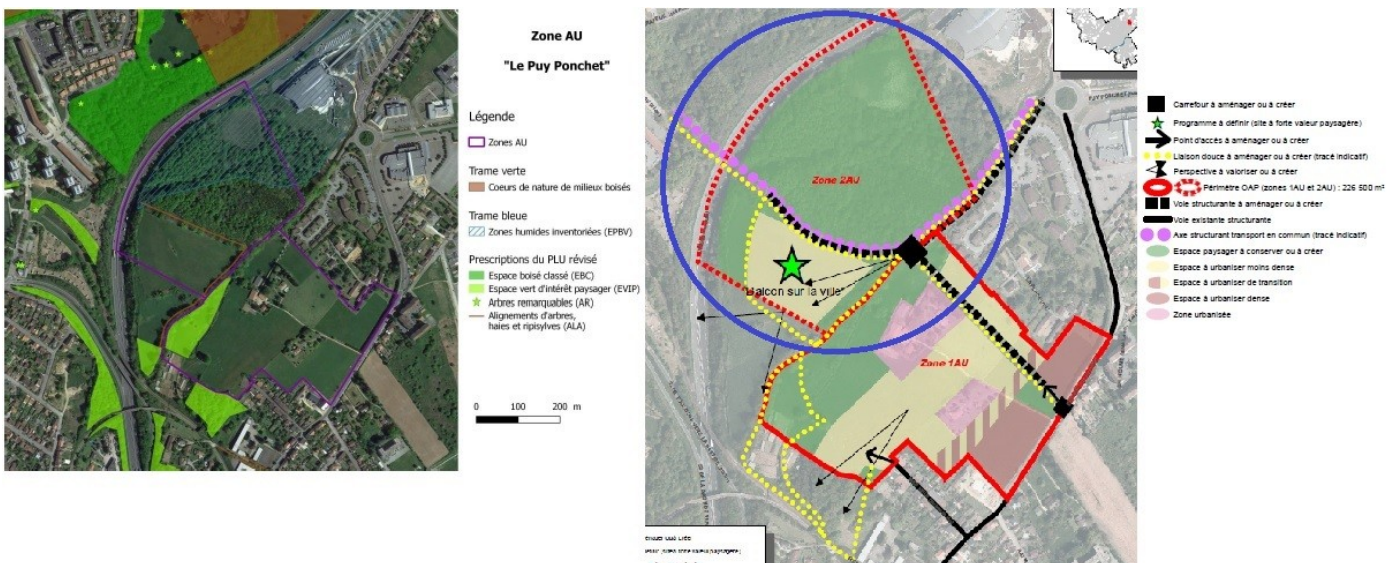 Zone AU
"Le Puy Ponchet"
Légende
Zones AU
Trame verte
Coeurs de nature de milieux boisés
Trame bleue
Zones humides inventoriées (EPBV)
Prescriptions du PLU révisé
Espace boisé classé (EBC)
Espace vert d'intérêt paysager (EVIP)
Arbres remarquables (AR)
Alignements d'arbres,
haies et ripisylves (ALA)
0 100 200 m
Zone 2AU
"Balcon sur la ville"
Zone 1AU
Carrefour à aménager ou à créer
Programme à définir (site à forte valeur paysagère)
Point d'accès à aménager ou à créer
Liaison douce à aménager ou à créer (tracé indicatif)
Perspective à valoriser ou à créer
Périmètre OAP (zones 1AU et 2AU) : 226 500 m²
Voie structurante à aménager ou à créer
Voie existante structurante
Axe structurant transport en commun (tracé indicatif)
Espace paysager à conserver ou à créer
Espace à urbaniser moins dense
Espace à urbaniser de transition
Espace à urbaniser dense
Zone urbanisée